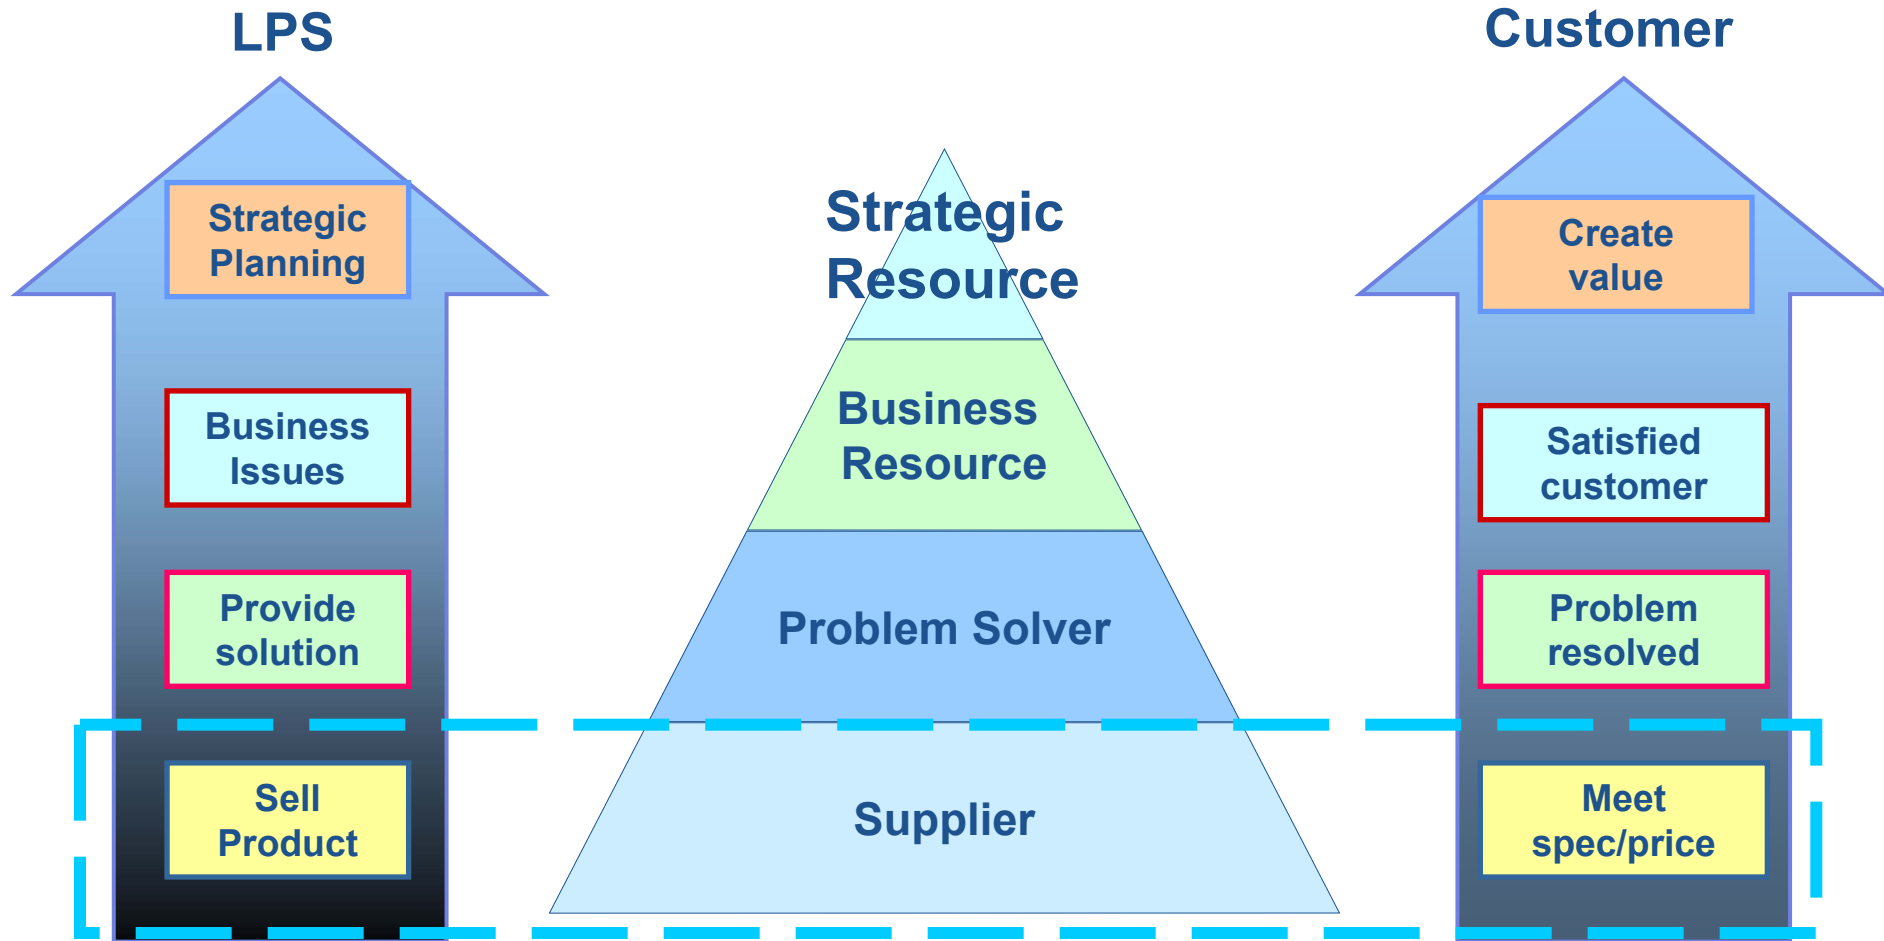 LPS
Strategic
Planning
Business
Issues
Provide
solution
Sell
Product
Strategic
Resource
Business
Resource
Problem Solver
Supplier
Customer
Create
value
Satisfied
customer
Problem
resolved
Meet
spec/price